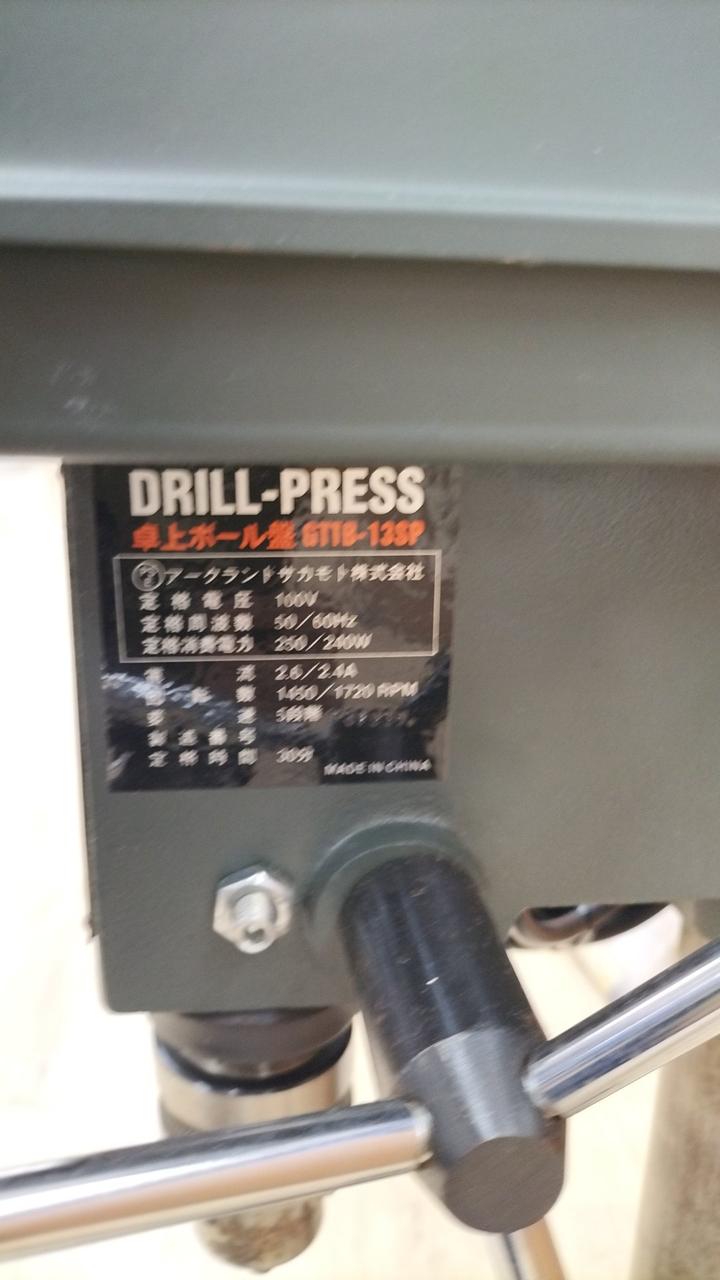 DRILL-PRESS
卓上ボール盤 GTTB-13SP
アークランドサカモト株式会社
定格電圧 100V
定格周波数 50/60Hz
定格消費電力 250/240W
電流 2.6/2.4A
回転数 1450/1720 RPM
変速 5段階
製造番号
定格時間 30分
MADE IN CHINA